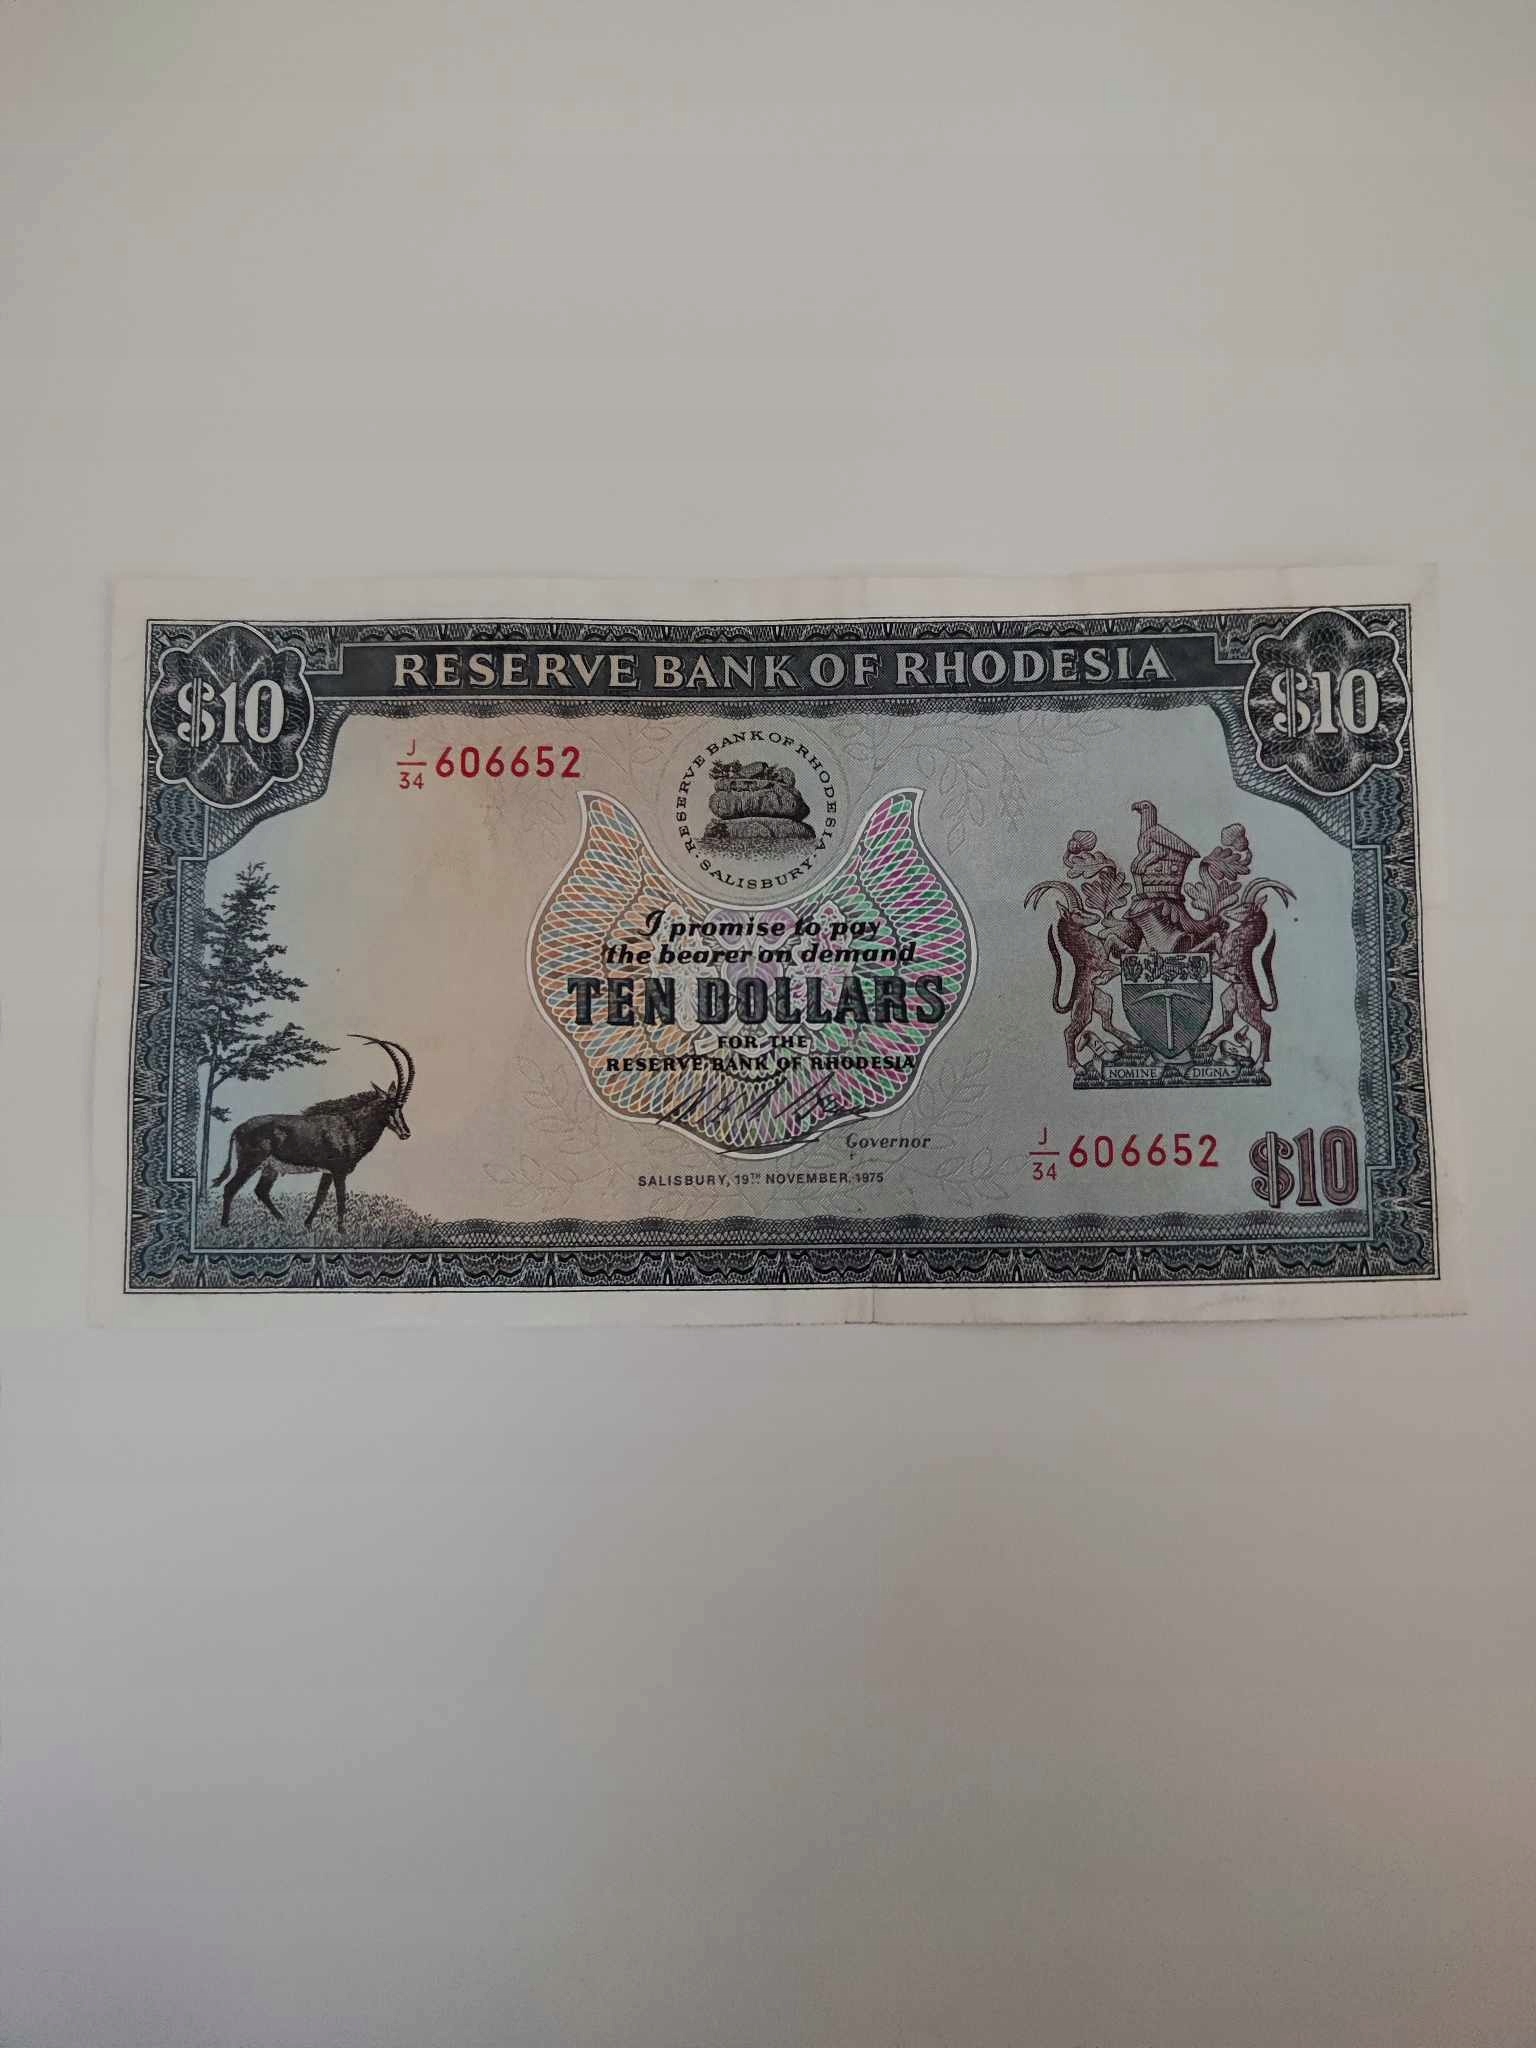 RESERVE BANK OF RHODESIA
$10
$10
J/34 606652
RESERVE BANK OF RHODESIA · SALISBURY ·
I promise to pay
the bearer on demand
TEN DOLLARS
FOR THE
RESERVE BANK OF RHODESIA
Governor
SALISBURY, 19TH NOVEMBER, 1975
NOMINE DIGNA
J/34 606652
$10